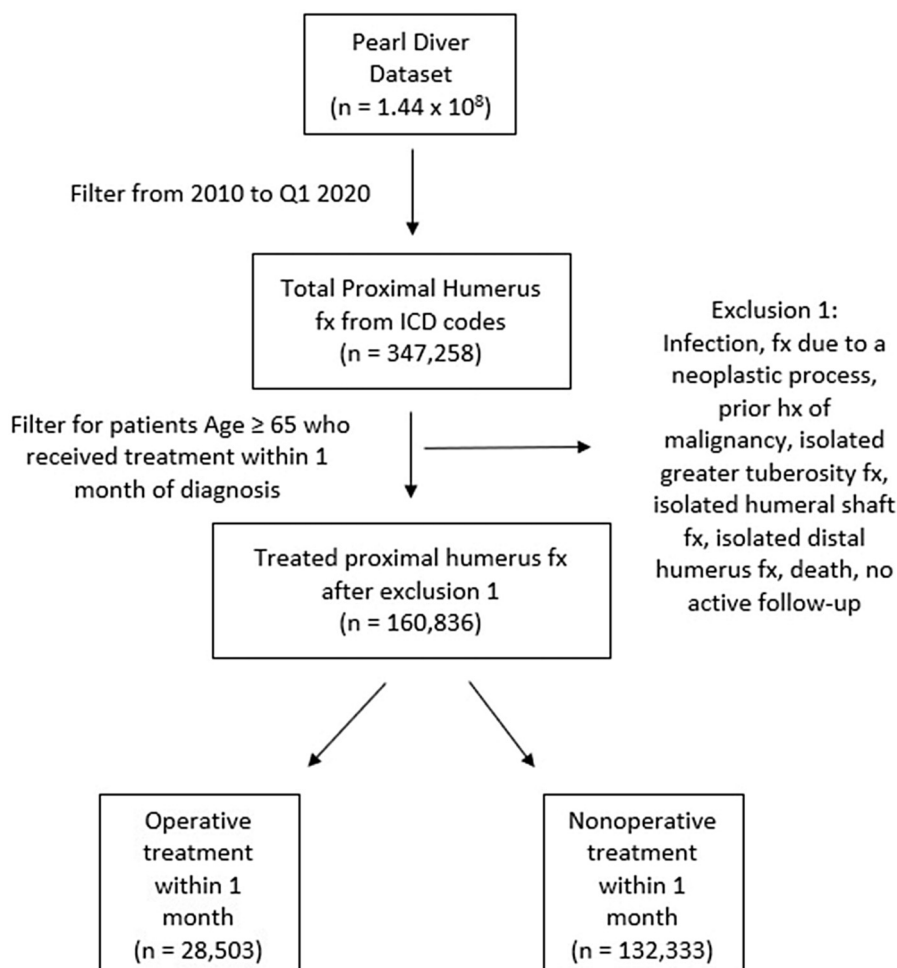 Pearl Diver
Dataset
(n = 1.44 x 10⁸)
Filter from 2010 to Q1 2020
Total Proximal Humerus
fx from ICD codes
(n = 347,258)
Exclusion 1:
Infection, fx due to a
neoplastic process,
prior hx of
malignancy, isolated
greater tuberosity fx,
isolated humeral shaft
fx, isolated distal
humerus fx, death, no
active follow-up
Filter for patients Age ≥ 65 who
received treatment within 1
month of diagnosis
Treated proximal humerus fx
after exclusion 1
(n = 160,836)
Operative
treatment
within 1
month
(n = 28,503)
Nonoperative
treatment
within 1
month
(n = 132,333)